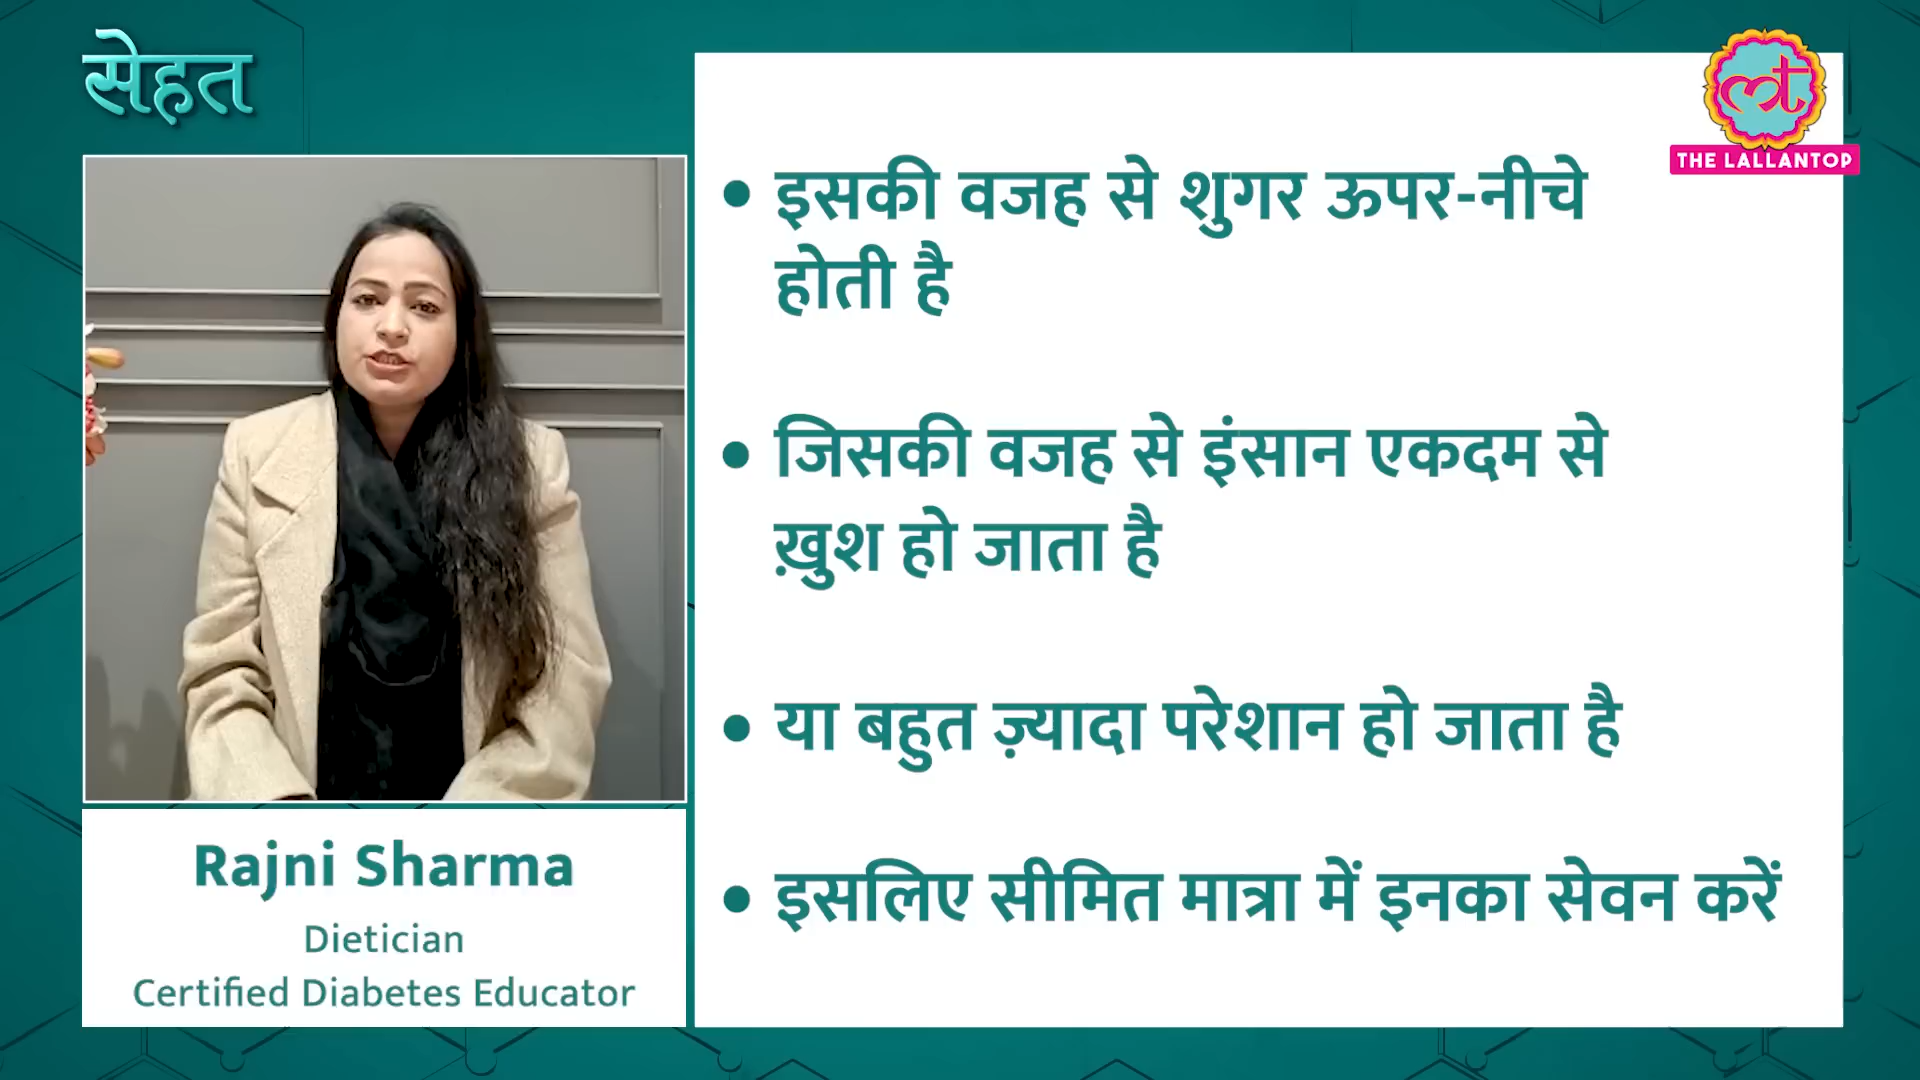 सेहत
THE LALLANTOP
• इसकी वजह से शुगर ऊपर-नीचे
होती है
• जिसकी वजह से इंसान एकदम से
ख़ुश हो जाता है
• या बहुत ज़्यादा परेशान हो जाता है
• इसलिए सीमित मात्रा में इनका सेवन करें
Rajni Sharma
Dietician
Certified Diabetes Educator